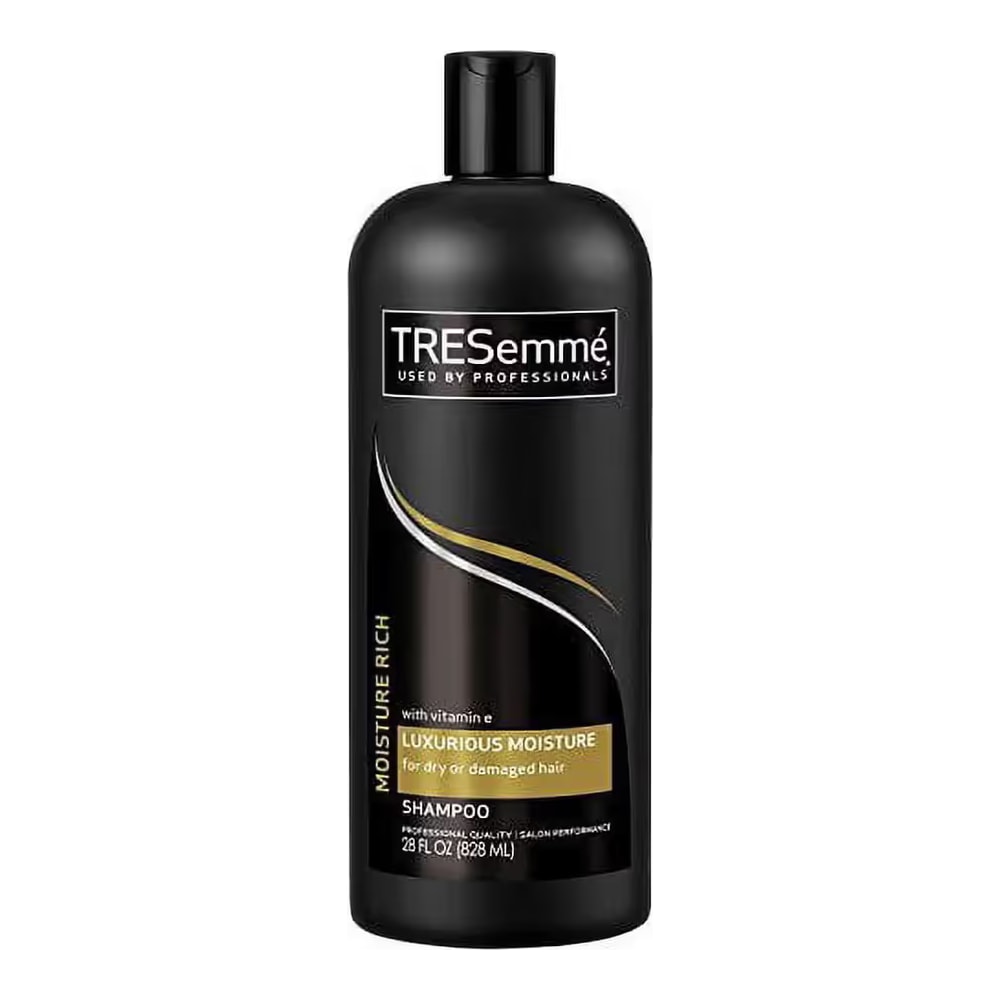 TRESemmé
USED BY PROFESSIONALS
MOISTURE RICH
with vitamin e
LUXURIOUS MOISTURE
for dry or damaged hair
SHAMPOO
PROFESSIONAL QUALITY | SALON PERFORMANCE
28 FL OZ (828 ML)